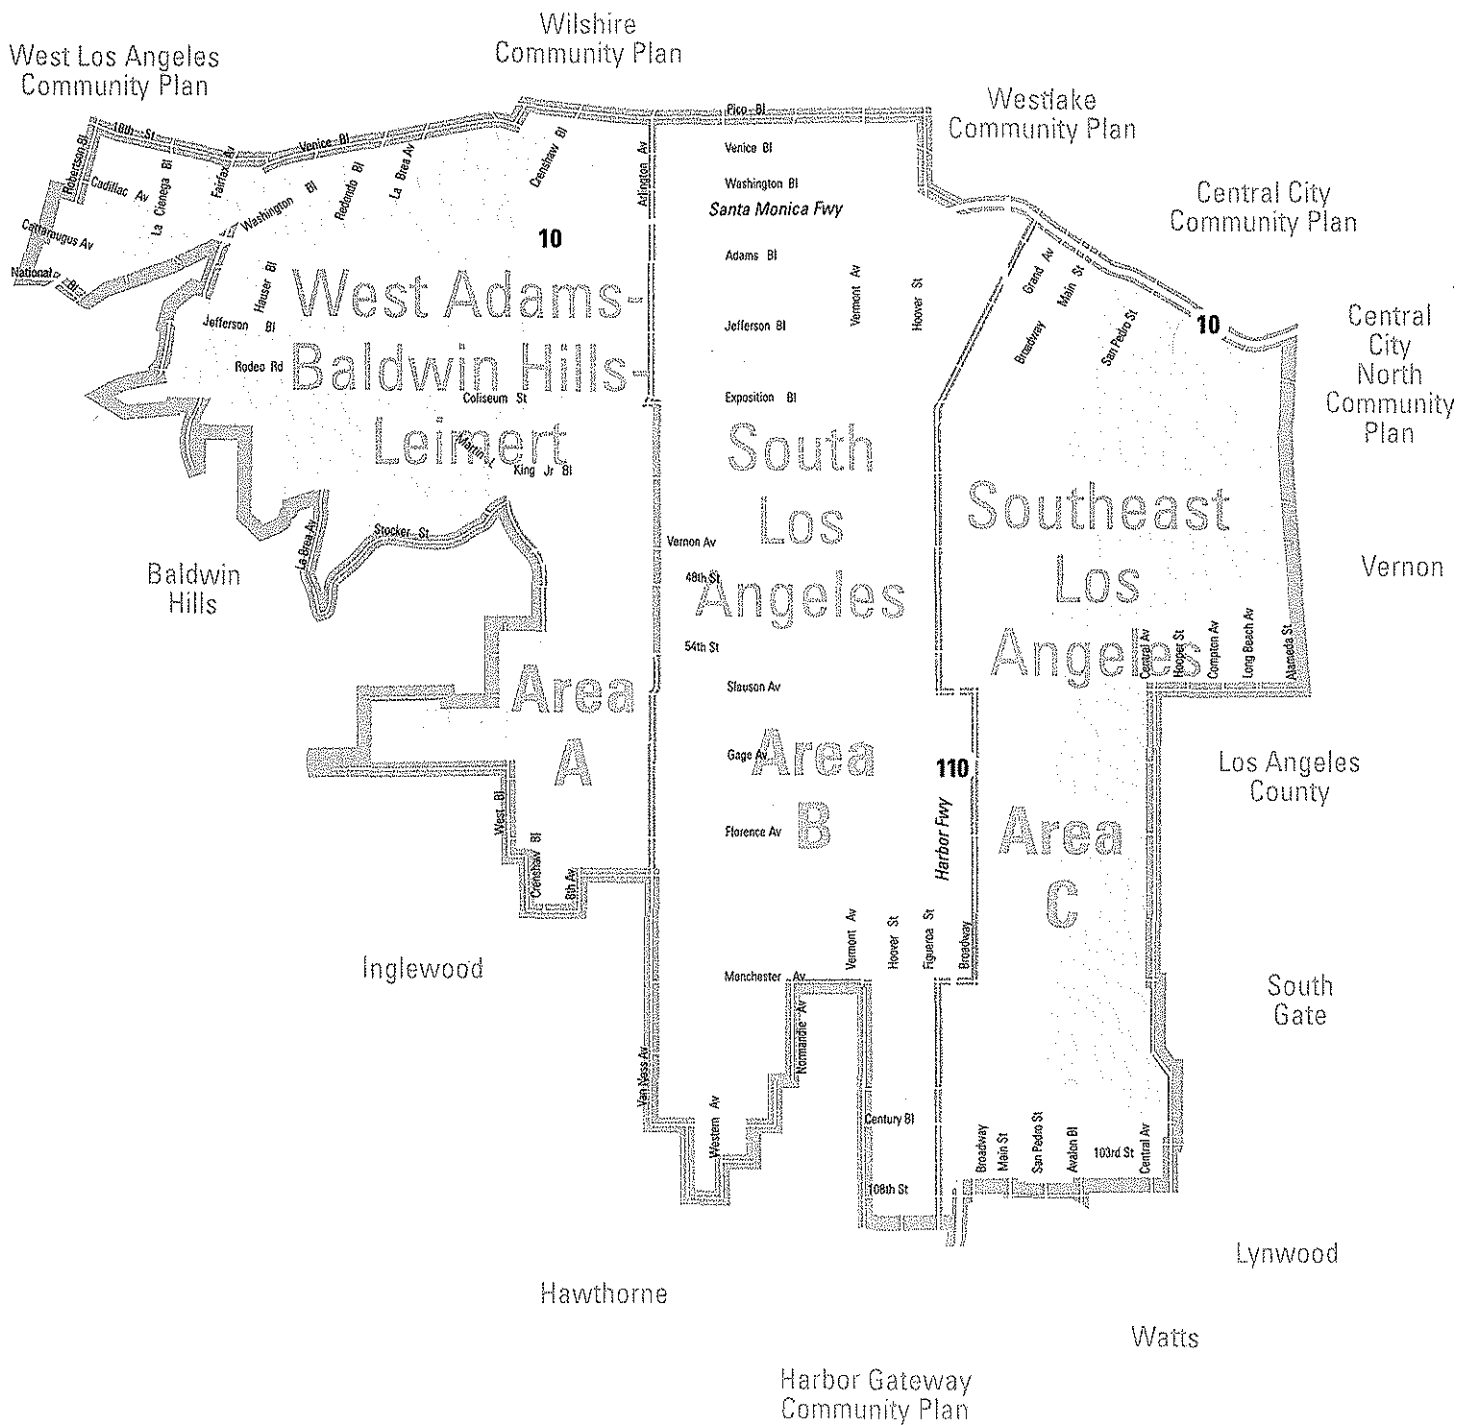 Wilshire
Community Plan
West Los Angeles
Community Plan
Westlake
Community Plan
Central City
Community Plan
Central
City
North
Community
Plan
Pico Bl
18th St
Robertson Bl
Cadillac Av
La Cienega Bl
Fairfax Av
Venice Bl
Redondo Bl
La Brea Av
Crenshaw Bl
Arlington Av
Venice Bl
Washington Bl
Washington Bl
Santa Monica Fwy
Cattaraugus Av
National Bl
10
Adams Bl
Hauser Bl
Vermont Av
Hoover St
Grand Av
Main St
Broadway
San Pedro St
10
West Adams-
Baldwin Hills-
Leimert
Jefferson Bl
Jefferson Bl
Rodeo Rd
Coliseum St
Exposition Bl
Martin L
King Jr Bl
South
Los
Angeles
Southeast
Los
Angeles
La Brea Av
Stocker St
Vernon Av
48th St
54th St
Slauson Av
Baldwin
Hills
Vernon
Central Av
Hooper St
Compton Av
Long Beach Av
Alameda St
Area
A
Gage Av
Area
B
110
Harbor Fwy
Florence Av
Area
C
Los Angeles
County
West Bl
Crenshaw Bl
8th Av
Inglewood
Manchester Av
Vermont Av
Hoover St
Figueroa St
Broadway
South
Gate
Normandie Av
Van Ness Av
Western Av
Century Bl
108th St
Broadway
Main St
San Pedro St
Avalon Bl
103rd St
Central Av
Lynwood
Hawthorne
Watts
Harbor Gateway
Community Plan